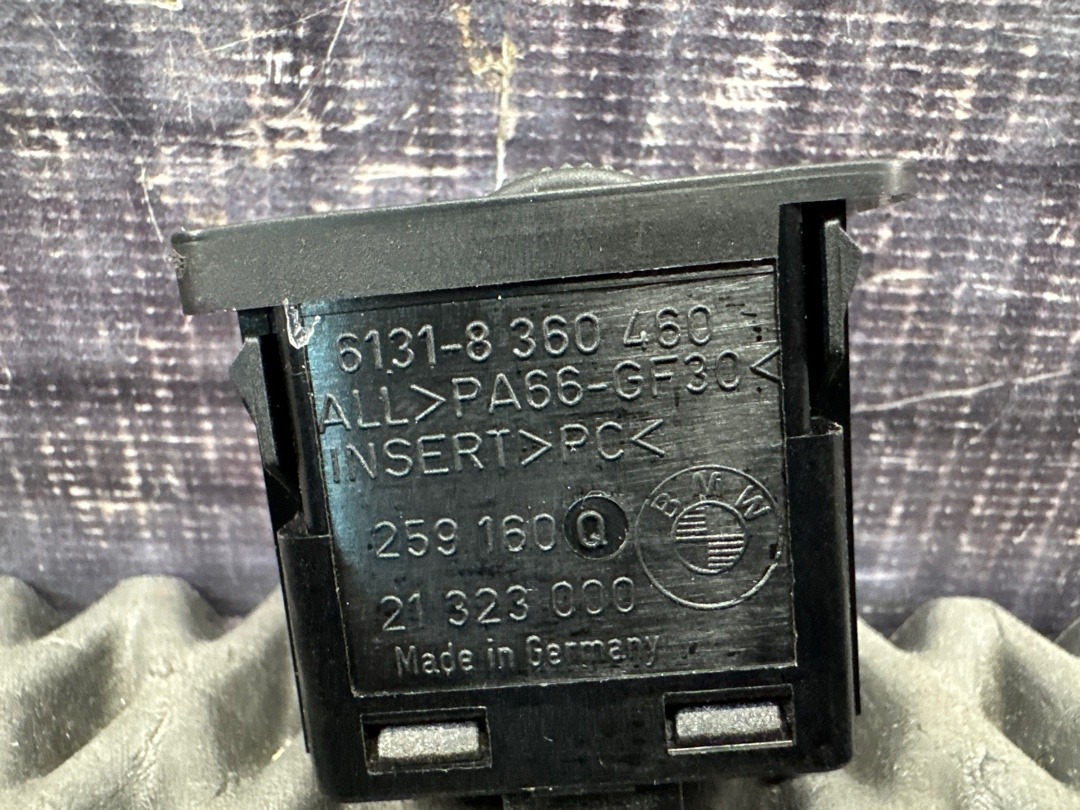 6131-8 360 460
ALL>PA66-GF30<
INSERT>PC<
259 160 Q
BMW
21 323 000
Made in Germany